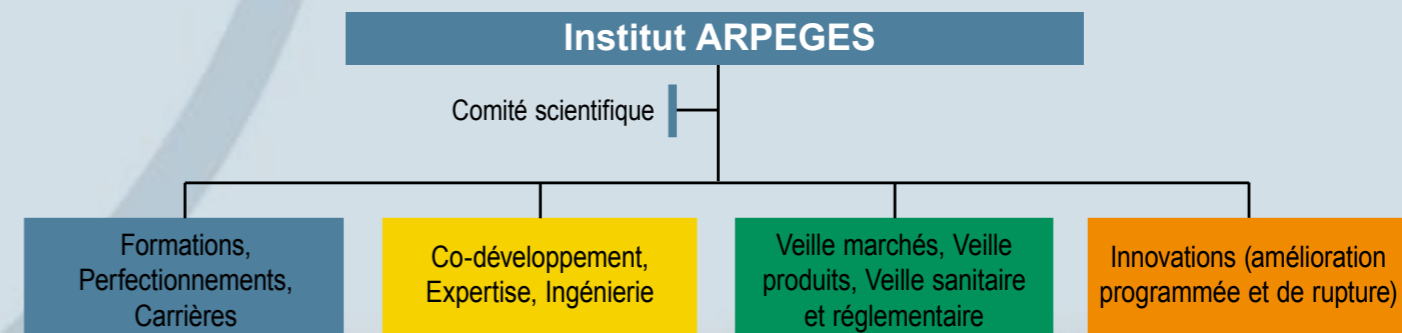 Institut ARPEGES
Comité scientifique
Formations,
Perfectionnements,
Carrières
Co-développement,
Expertise, Ingénierie
Veille marchés, Veille
produits, Veille sanitaire
et réglementaire
Innovations (amélioration
programmée et de rupture)